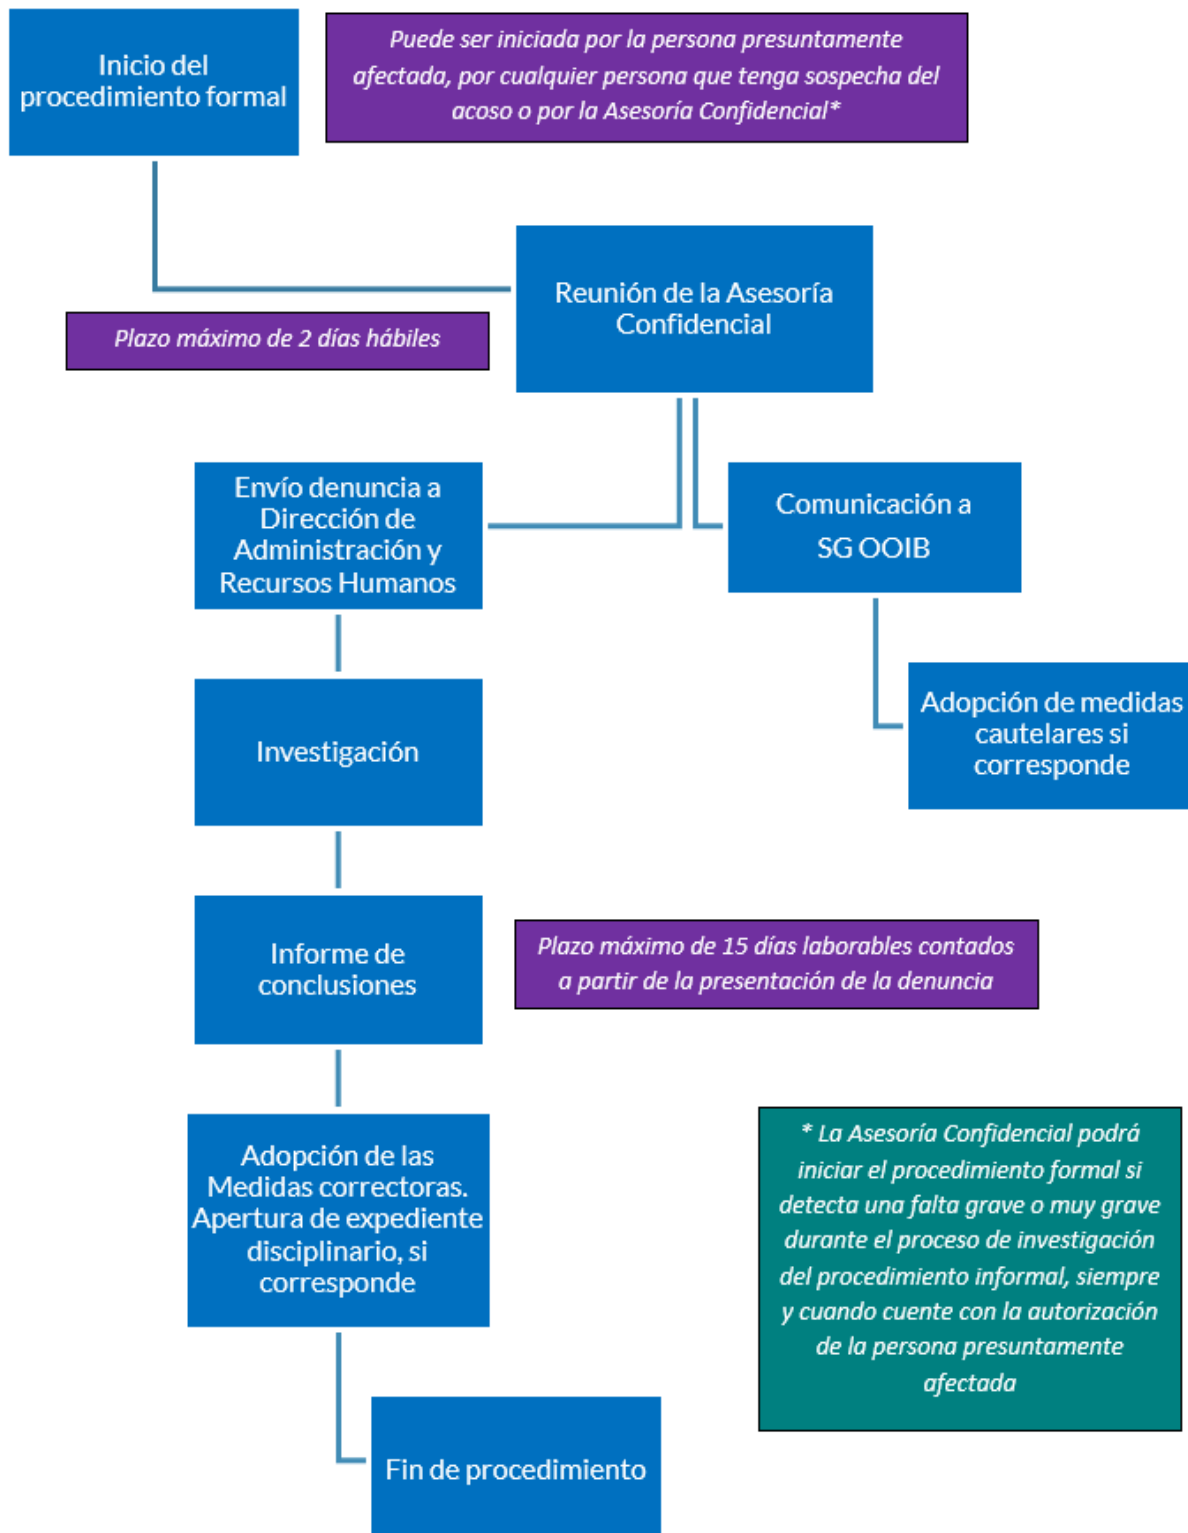 Inicio del
procedimiento formal
Puede ser iniciada por la persona presuntamente
afectada, por cualquier persona que tenga sospecha del
acoso o por la Asesoría Confidencial*
Reunión de la Asesoría
Confidencial
Plazo máximo de 2 días hábiles
Envío denuncia a
Dirección de
Administración y
Recursos Humanos
Comunicación a
SG OOIB
Adopción de medidas
cautelares si
corresponde
Investigación
Informe de
conclusiones
Plazo máximo de 15 días laborables contados
a partir de la presentación de la denuncia
Adopción de las
Medidas correctoras.
Apertura de expediente
disciplinario, si
corresponde
* La Asesoría Confidencial podrá
iniciar el procedimiento formal si
detecta una falta grave o muy grave
durante el proceso de investigación
del procedimiento informal, siempre
y cuando cuente con la autorización
de la persona presuntamente
afectada
Fin de procedimiento